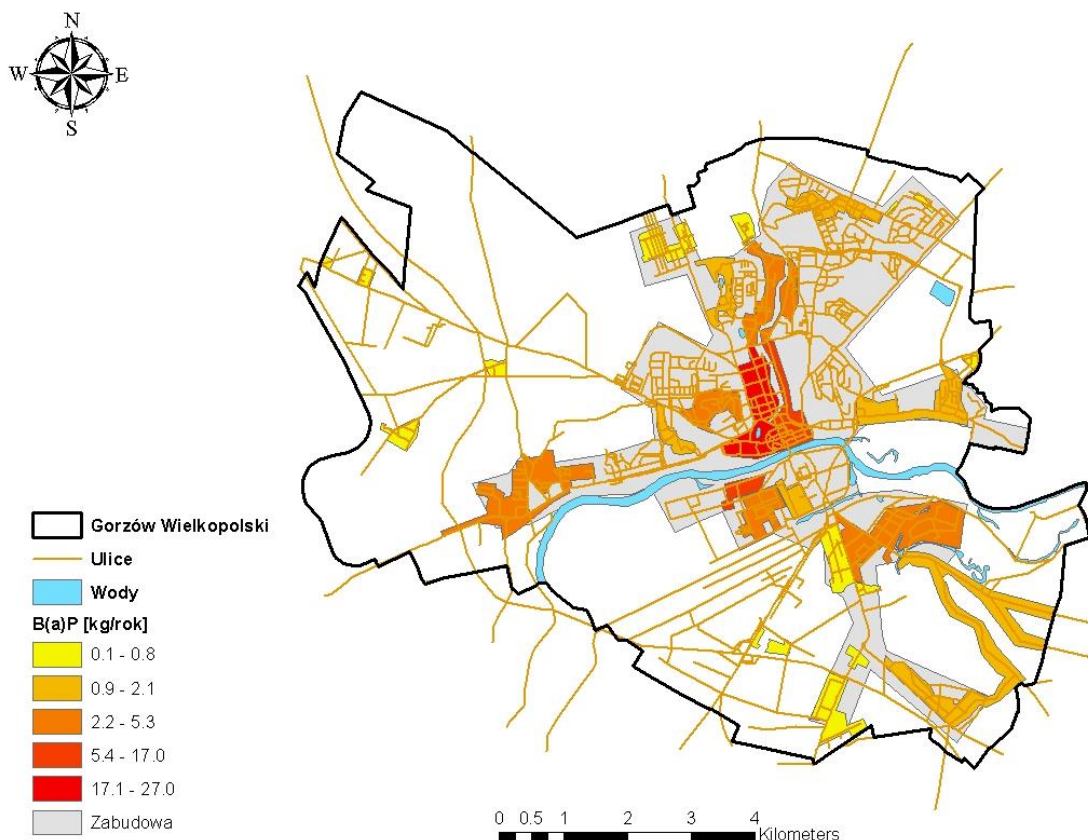 N
W E
S
Gorzów Wielkopolski
Ulice
Wody
B(a)P [kg/rok]
0.1 - 0.8
0.9 - 2.1
2.2 - 5.3
5.4 - 17.0
17.1 - 27.0
Zabudowa
0 0.5 1 2 3 4
Kilometers